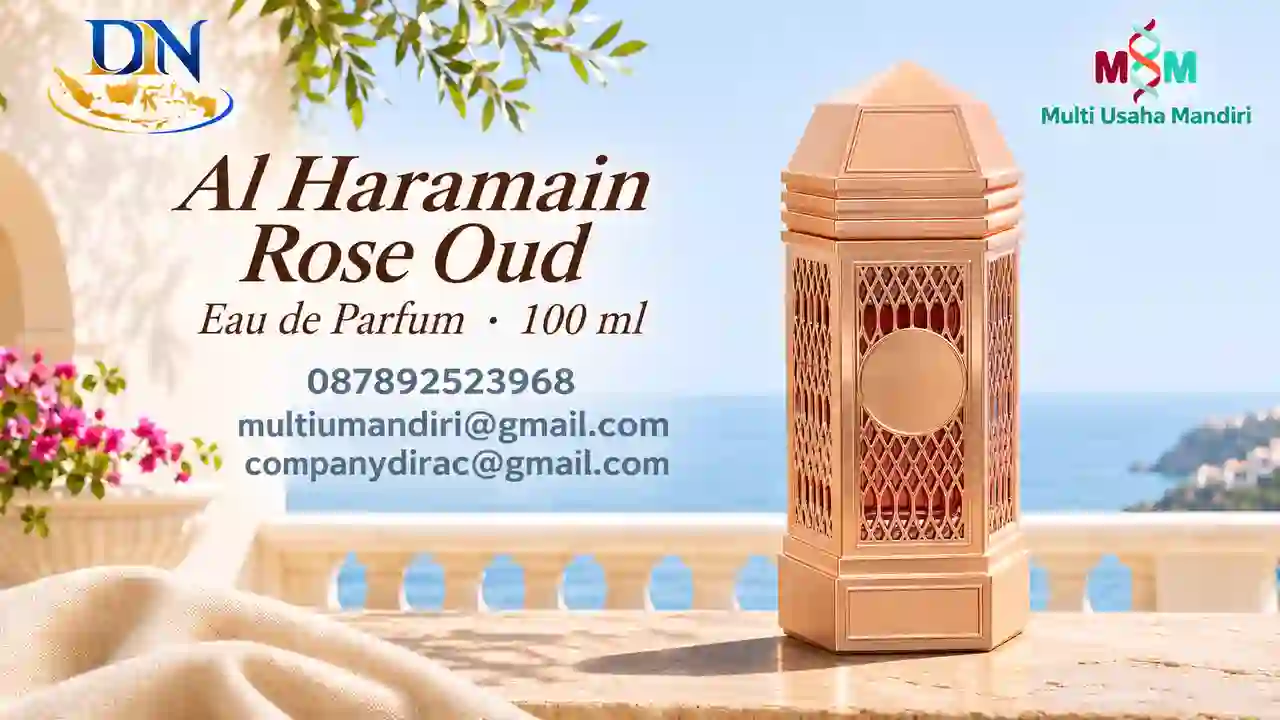 DN
MUM
Multi Usaha Mandiri
Al Haramain
Rose Oud
Eau de Parfum · 100 ml
087892523968
multiumandiri@gmail.com
companydirac@gmail.com